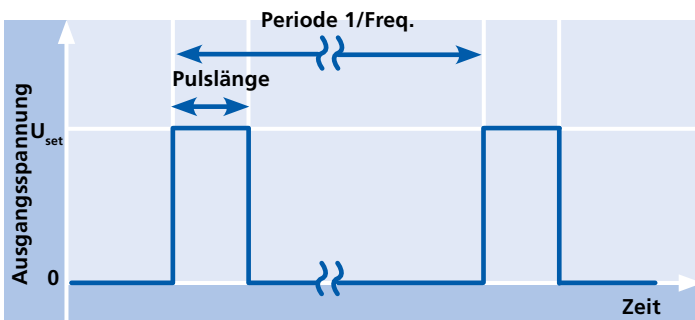 Periode 1/Freq.
Pulslänge
Ausgangsspannung
Uset
0
Zeit